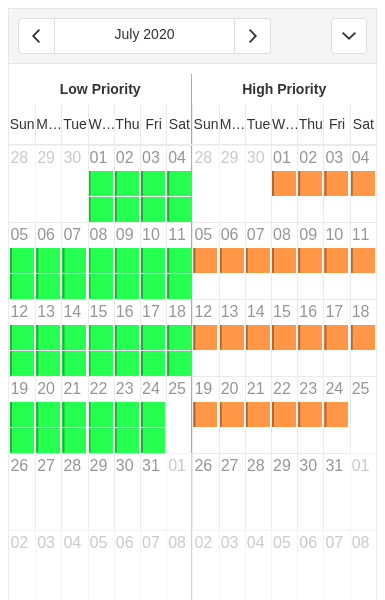 July 2020
Low Priority High Priority
Sun M... Tue W... Thu Fri Sat Sun M... Tue W... Thu Fri Sat
28 29 30 01 02 03 04 28 29 30 01 02 03 04
05 06 07 08 09 10 11 05 06 07 08 09 10 11
12 13 14 15 16 17 18 12 13 14 15 16 17 18
19 20 21 22 23 24 25 19 20 21 22 23 24 25
26 27 28 29 30 31 01 26 27 28 29 30 31 01
02 03 04 05 06 07 08 02 03 04 05 06 07 08